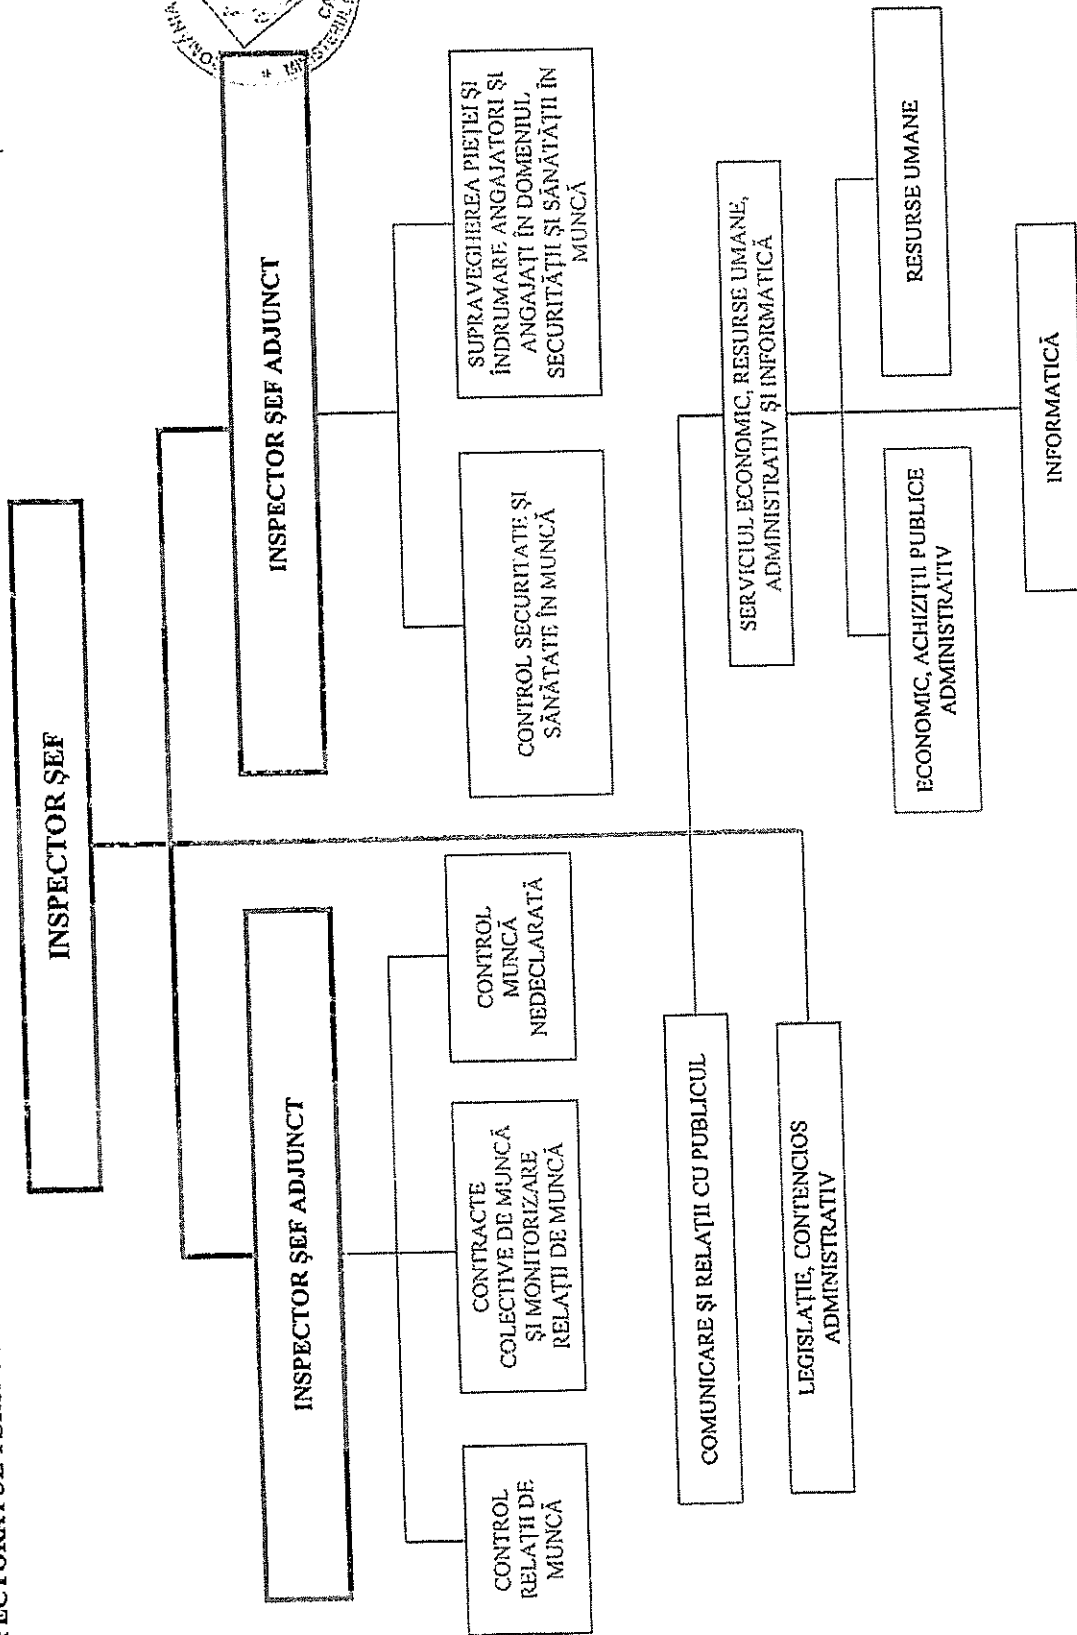 INSPECTOR ȘEF
INSPECTOR ȘEF ADJUNCT
INSPECTOR ȘEF ADJUNCT
CONTROL
RELAȚII DE
MUNCĂ
CONTRACTE
COLECTIVE DE MUNCĂ
ȘI MONITORIZARE
RELAȚII DE MUNCĂ
CONTROL
MUNCĂ
NEDECLARATĂ
CONTROL SECURITATE ȘI
SĂNĂTATE ÎN MUNCĂ
SUPRAVEGHEREA PIEȚEI ȘI
ÎNDRUMARE ANGAJATORI ȘI
ANGAJAȚI ÎN DOMENIUL
SECURITĂȚII ȘI SĂNĂTĂȚII ÎN
MUNCĂ
COMUNICARE ȘI RELAȚII CU PUBLICUL
SERVICIUL ECONOMIC, RESURSE UMANE,
ADMINISTRATIV ȘI INFORMATICĂ
LEGISLAȚIE, CONTENCIOS
ADMINISTRATIV
ECONOMIC, ACHIZIȚII PUBLICE
ADMINISTRATIV
RESURSE UMANE
INFORMATICĂ